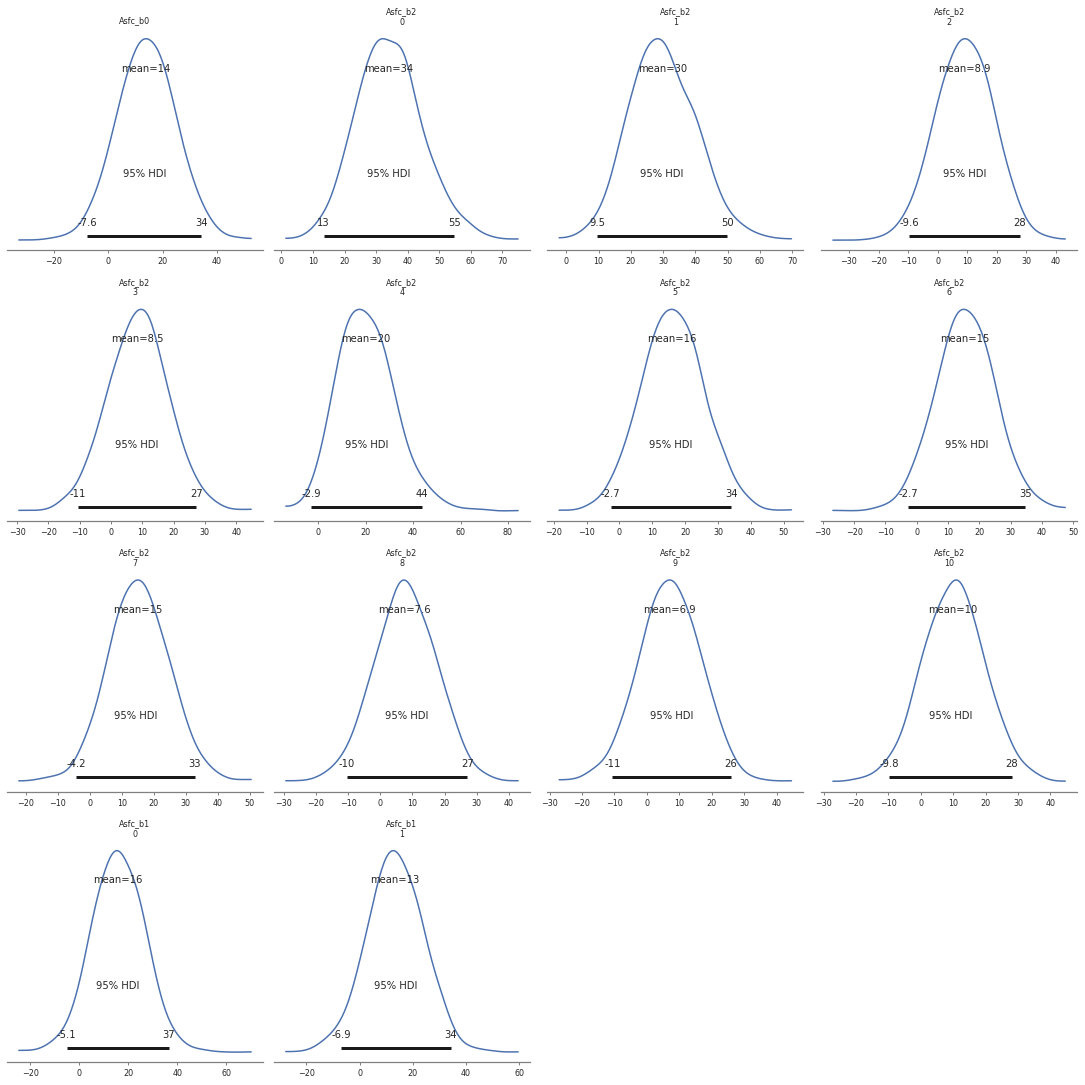 Asfc_b0
mean=14
95% HDI
-7.6 34
−20 0 20 40
Asfc_b2
0
mean=34
95% HDI
13 55
0 10 20 30 40 50 60 70
Asfc_b2
1
mean=30
95% HDI
9.5 50
0 10 20 30 40 50 60 70
Asfc_b2
2
mean=8.9
95% HDI
-9.6 28
−30 −20 −10 0 10 20 30 40
Asfc_b2
3
mean=8.5
95% HDI
-11 27
−30 −20 −10 0 10 20 30 40
Asfc_b2
4
mean=20
95% HDI
-2.9 44
0 20 40 60 80
Asfc_b2
5
mean=16
95% HDI
-2.7 34
−20 −10 0 10 20 30 40 50
Asfc_b2
6
mean=15
95% HDI
-2.7 35
−30 −20 −10 0 10 20 30 40 50
Asfc_b2
7
mean=15
95% HDI
-4.2 33
−20 −10 0 10 20 30 40 50
Asfc_b2
8
mean=7.6
95% HDI
-10 27
−30 −20 −10 0 10 20 30 40
Asfc_b2
9
mean=6.9
95% HDI
-11 26
−30 −20 −10 0 10 20 30 40
Asfc_b2
10
mean=10
95% HDI
-9.8 28
−30 −20 −10 0 10 20 30 40
Asfc_b1
0
mean=16
95% HDI
-5.1 37
−20 0 20 40 60
Asfc_b1
1
mean=13
95% HDI
-6.9 34
−20 0 20 40 60